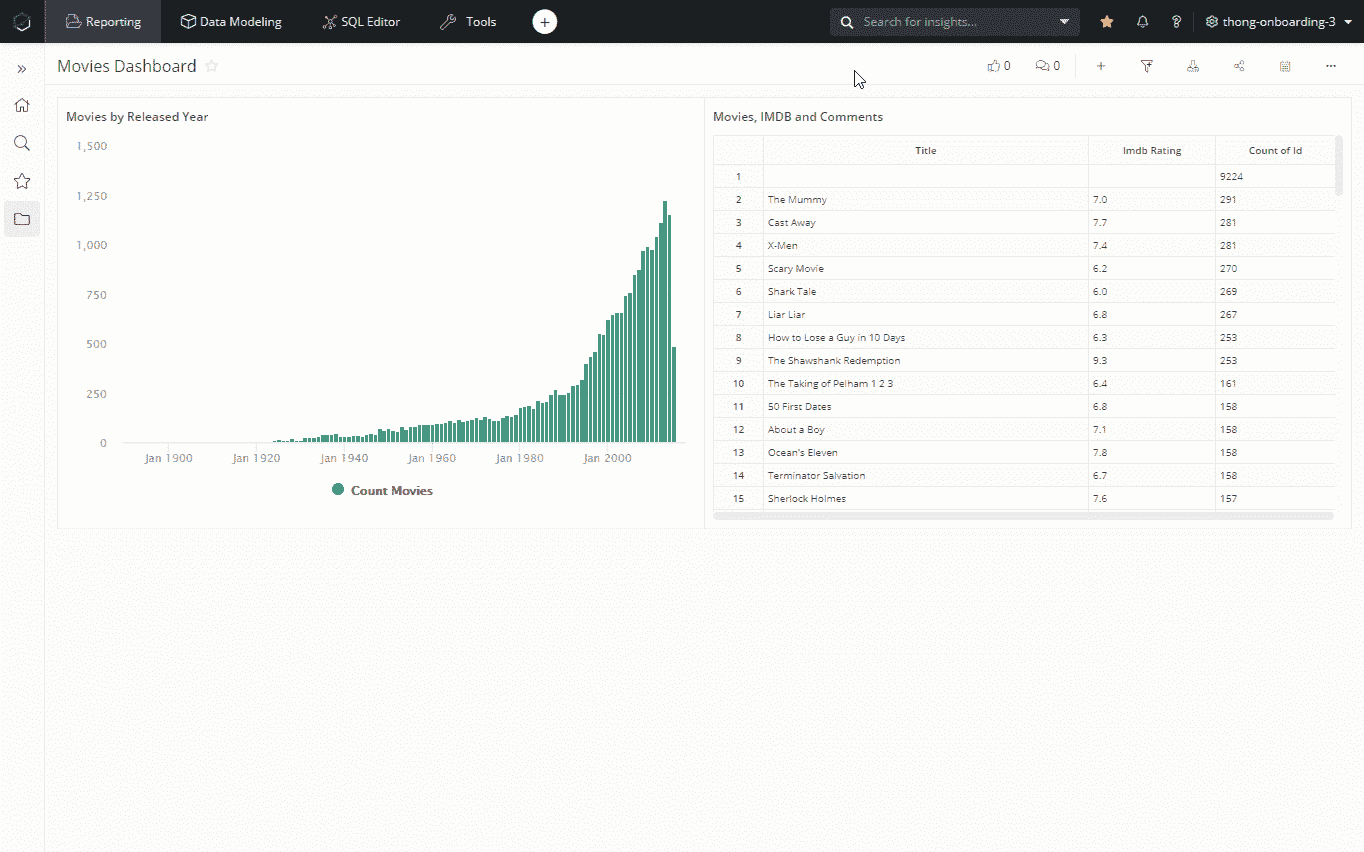 Reporting Data Modeling SQL Editor Tools + Search for insights... ? thong-onboarding-3
Movies Dashboard 0 0 + ...
Movies by Released Year
1,500
1,250
1,000
750
500
250
0
Jan 1900 Jan 1920 Jan 1940 Jan 1960 Jan 1980 Jan 2000
Count Movies
Movies, IMDB and Comments
Title Imdb Rating Count of Id
1 9224
2 The Mummy 7.0 291
3 Cast Away 7.7 281
4 X-Men 7.4 281
5 Scary Movie 6.2 270
6 Shark Tale 6.0 269
7 Liar Liar 6.8 267
8 How to Lose a Guy in 10 Days 6.3 253
9 The Shawshank Redemption 9.3 253
10 The Taking of Pelham 1 2 3 6.4 161
11 50 First Dates 6.8 158
12 About a Boy 7.1 158
13 Ocean's Eleven 7.8 158
14 Terminator Salvation 6.7 158
15 Sherlock Holmes 7.6 157